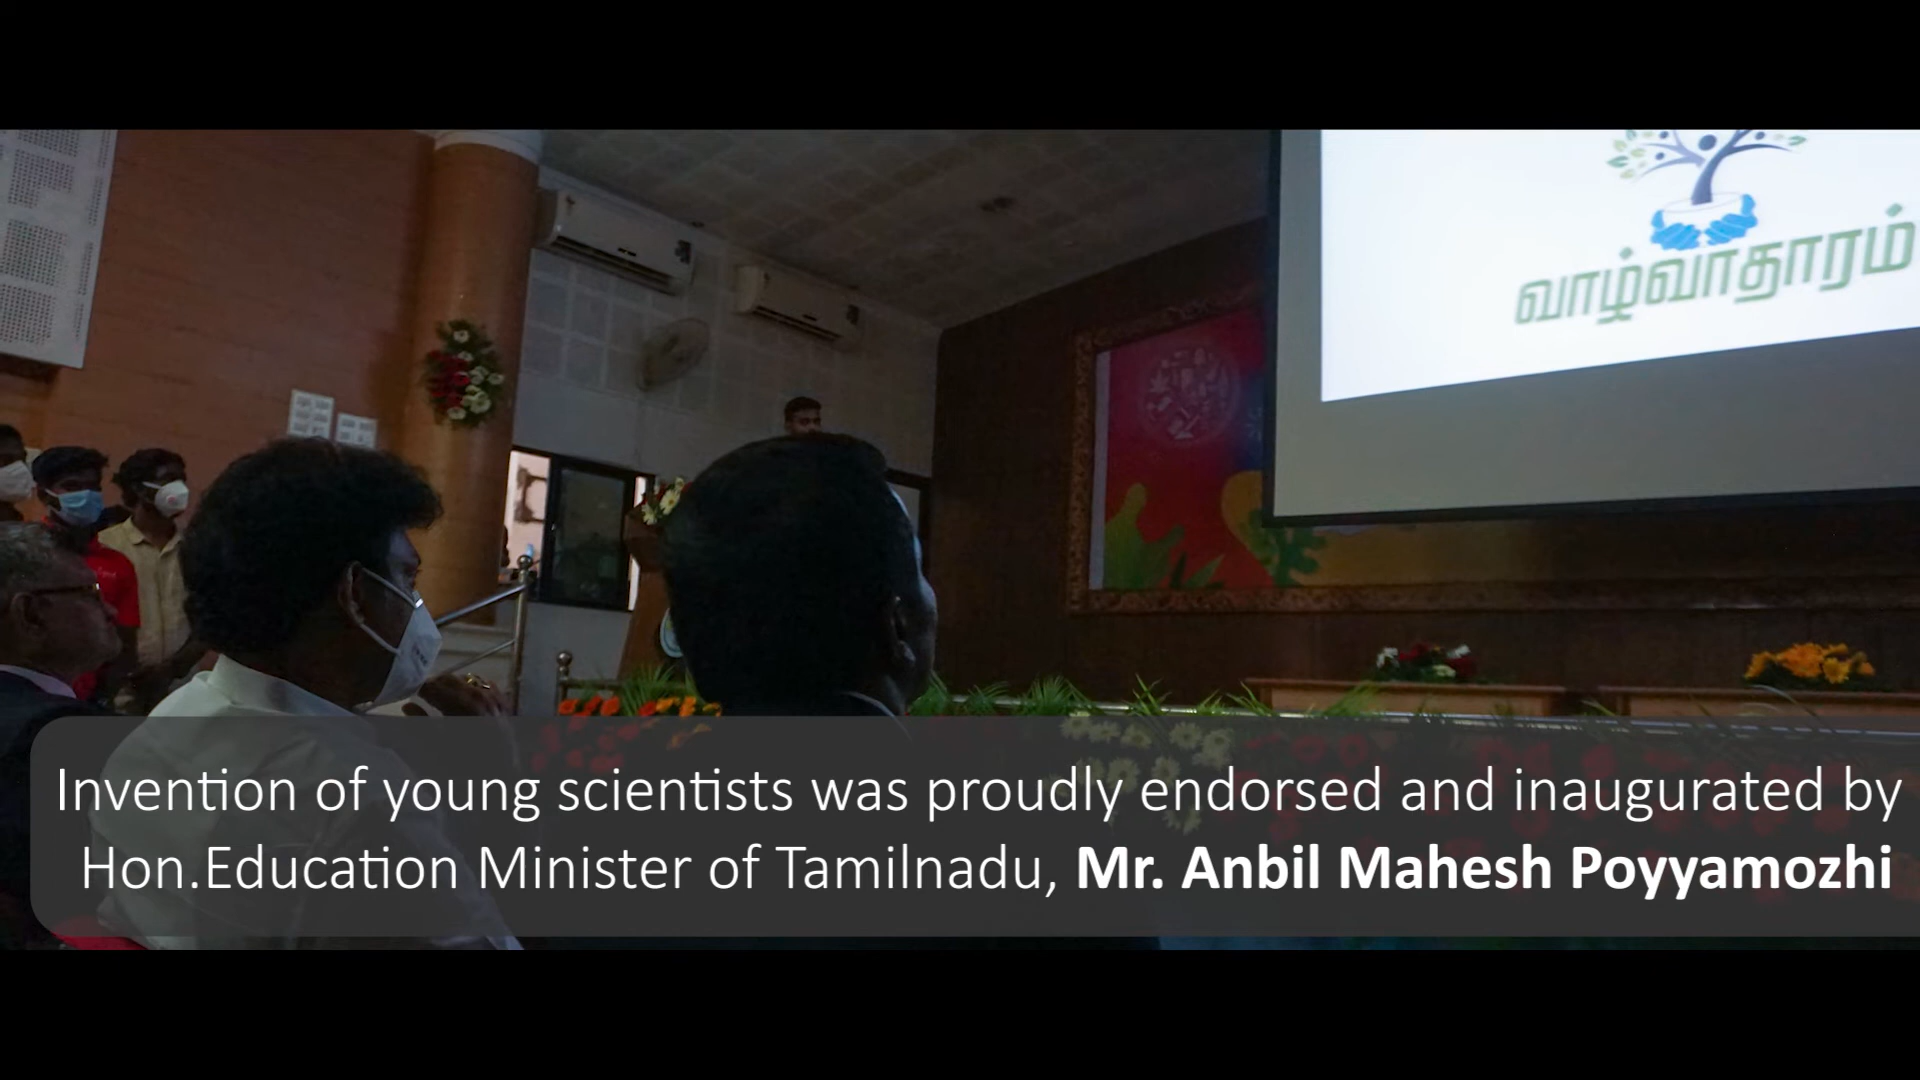 வாழ்வாதாரம்
Invention of young scientists was proudly endorsed and inaugurated by
Hon.Education Minister of Tamilnadu, Mr. Anbil Mahesh Poyyamozhi